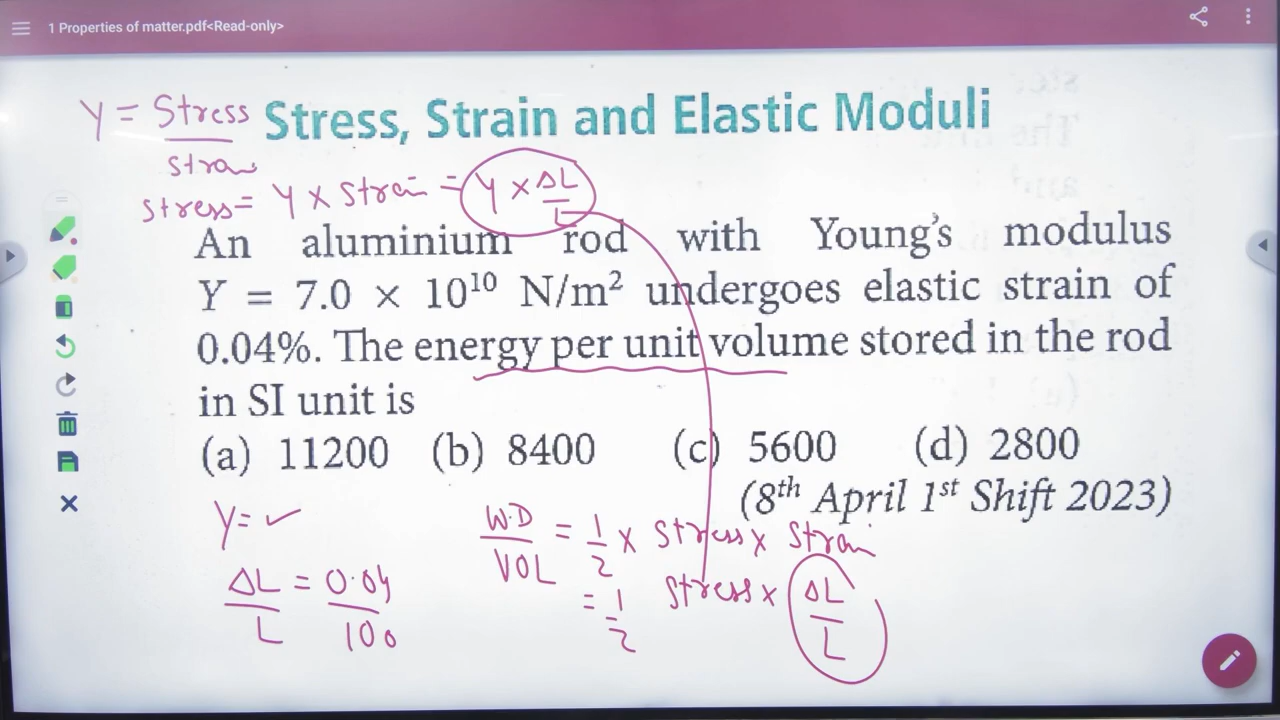 1 Properties of matter.pdf<Read-only>
Y = Stress
Strain
Stress, Strain and Elastic Moduli
Stress = Y × Strain = Y × ΔL
L
An aluminium rod with Young's modulus
Y = 7.0 × 10¹⁰ N/m² undergoes elastic strain of
0.04%. The energy per unit volume stored in the rod
in SI unit is
(a) 11200 (b) 8400 (c) 5600 (d) 2800
(8th April 1st Shift 2023)
Y= ✓
ΔL = 0.04
L 100
W.D = 1 × Stress × Strain
VOL 2
= 1 Stress × ΔL
2 L